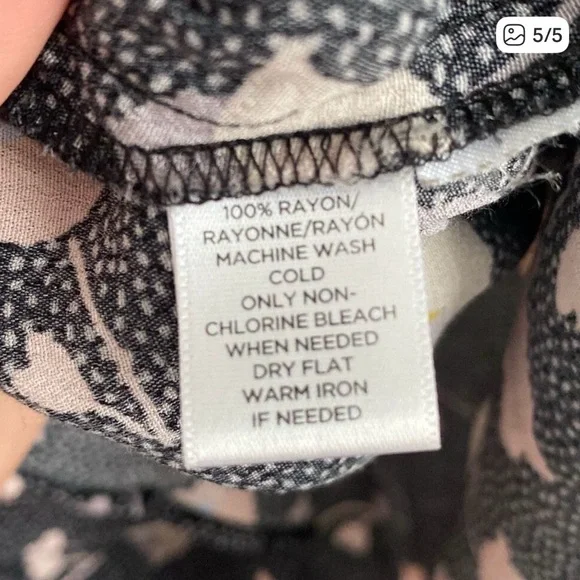 5/5
100% RAYON/
RAYONNE/RAYÓN
MACHINE WASH
COLD
ONLY NON-
CHLORINE BLEACH
WHEN NEEDED
DRY FLAT
WARM IRON
IF NEEDED